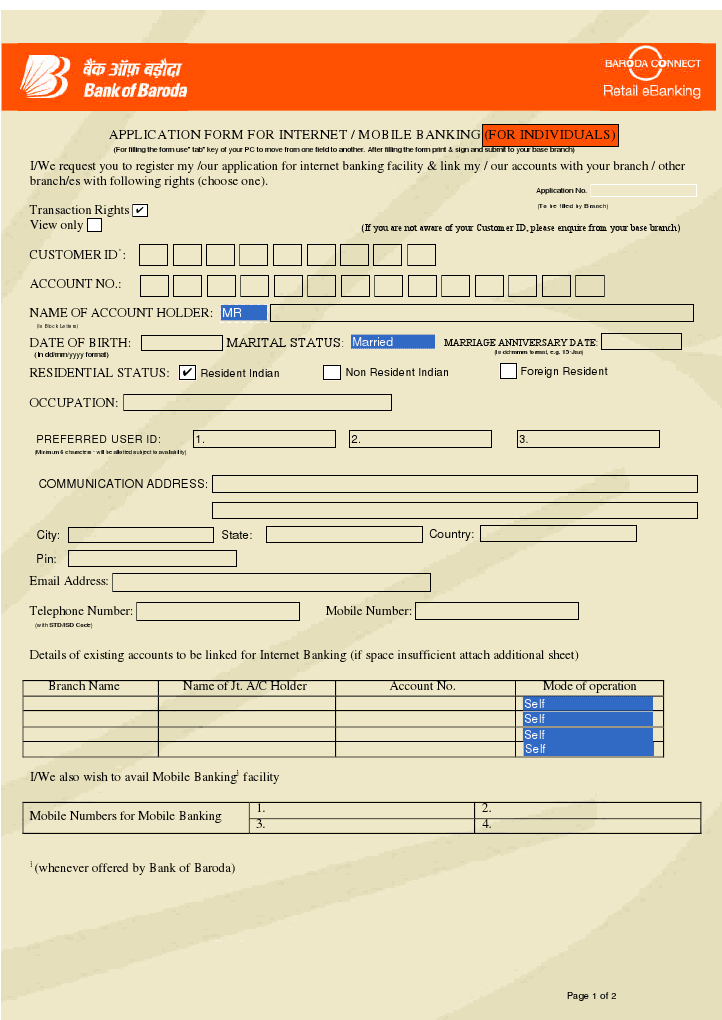 बैंक ऑफ़ बड़ौदा
Bank of Baroda
BARODA CONNECT
Retail eBanking
APPLICATION FORM FOR INTERNET / MOBILE BANKING (FOR INDIVIDUALS)
(For filling the form use" tab" key of your PC to move from one field to another. After filling the form print & sign and submit to your base branch)
I/We request you to register my /our application for internet banking facility & link my / our accounts with your branch / other
branch/es with following rights (choose one).
Application No.
(To be filled by Branch)
Transaction Rights ✔
View only
(If you are not aware of your Customer ID, please enquire from your base branch)
CUSTOMER ID*:
ACCOUNT NO.:
NAME OF ACCOUNT HOLDER: MR
(In Block Letters)
DATE OF BIRTH: MARITAL STATUS: Married MARRIAGE ANNIVERSARY DATE:
(In dd/mm/yyyy format) (In dd-mmm format, e.g. 15-Jan)
RESIDENTIAL STATUS: ✔ Resident Indian Non Resident Indian Foreign Resident
OCCUPATION:
PREFERRED USER ID: 1. 2. 3.
(Minimum 6 characters - will be allotted subject to availability)
COMMUNICATION ADDRESS:
City: State: Country:
Pin:
Email Address:
Telephone Number: Mobile Number:
(with STD/ISD Code)
Details of existing accounts to be linked for Internet Banking (if space insufficient attach additional sheet)
Branch Name Name of Jt. A/C Holder Account No. Mode of operation
Self
Self
Self
Self
I/We also wish to avail Mobile Banking¹ facility
Mobile Numbers for Mobile Banking 1. 2.
3. 4.
¹(whenever offered by Bank of Baroda)
Page 1 of 2